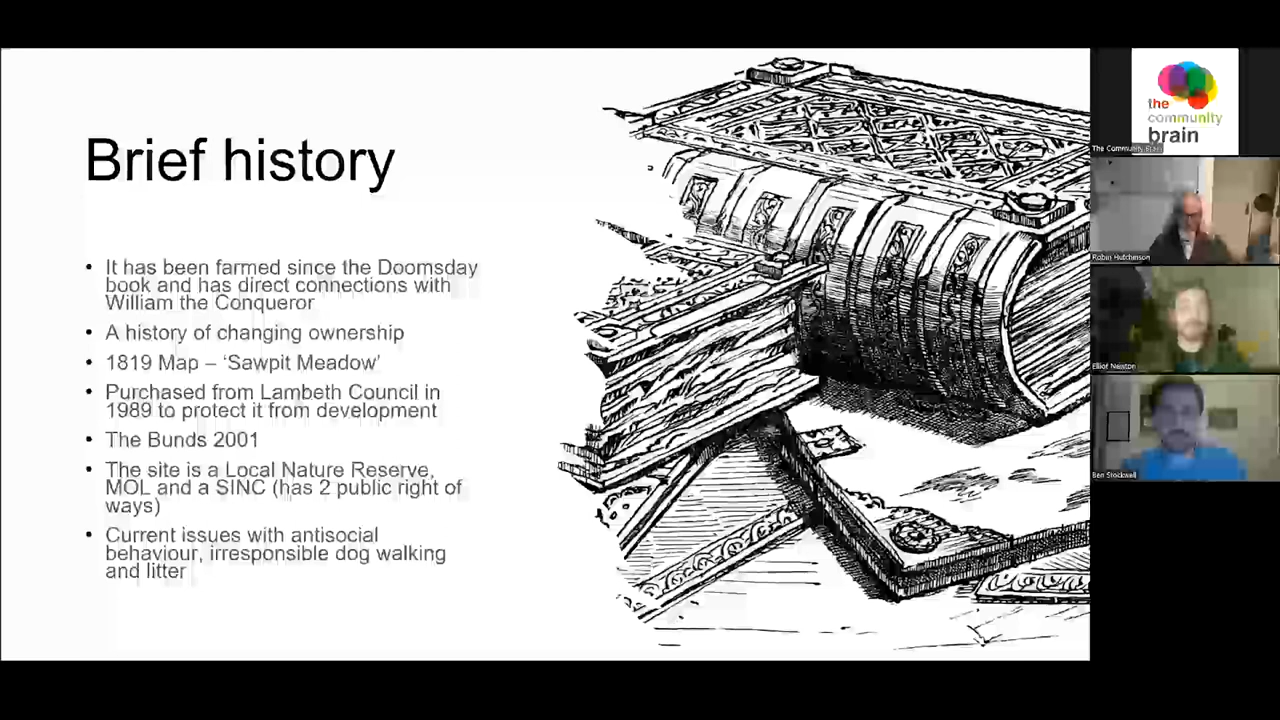 Brief history
• It has been farmed since the Doomsday
book and has direct connections with
William the Conqueror
• A history of changing ownership
• 1819 Map – ‘Sawpit Meadow’
• Purchased from Lambeth Council in
1989 to protect it from development
• The Bunds 2001
• The site is a Local Nature Reserve,
MOL and a SINC (has 2 public right of
ways)
• Current issues with antisocial
behaviour, irresponsible dog walking
and litter
the
community
brain
The Community Brain
Robin Hutchinson
Elliot Newton
Ben Stockwell